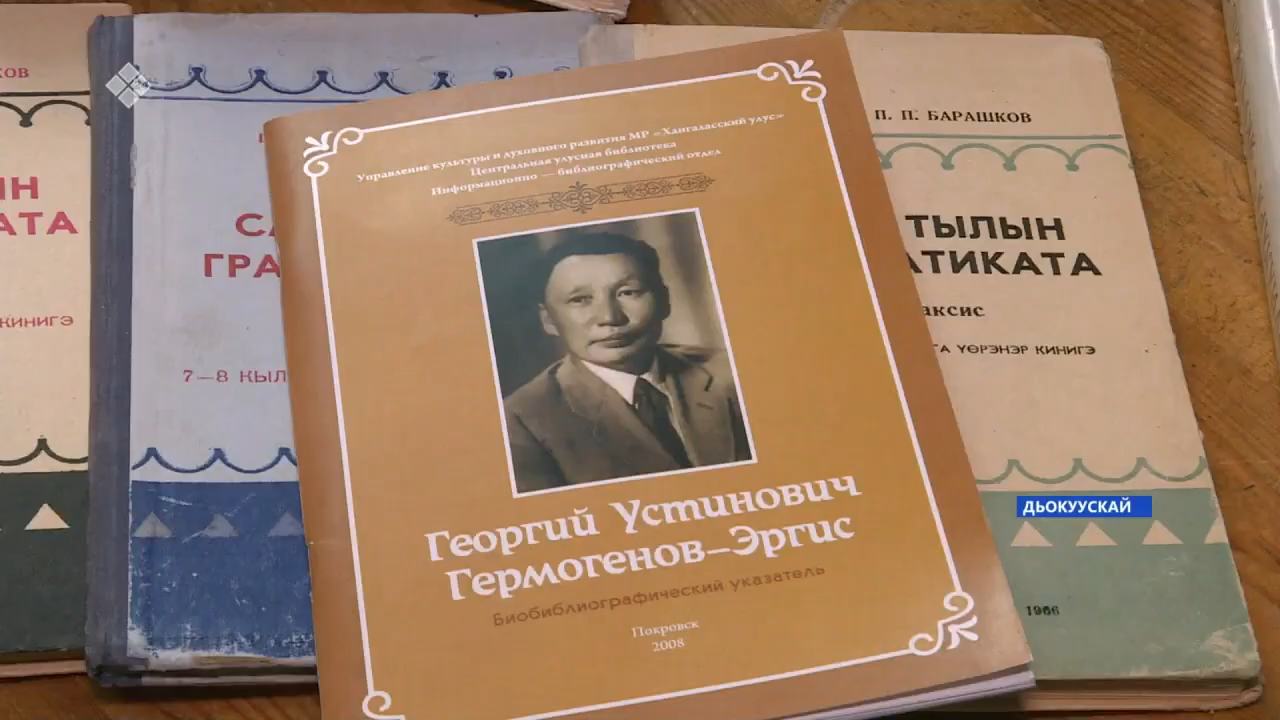 ЫН
АТА
КИНИГЭ
ГРА
7—8 КЫЛ
Управление культуры и духовного развития МР «Хангаласский улус»
Центральная улусная библиотека
Информационно — библиографический отдел
Георгий Устинович
Гермогенов–Эргис
Биобиблиографический указатель
Покровск
2008
П. П. БАРАШКОВ
ТЫЛЫН
АТИКАТА
аксис
ГА ҮӨРЭНЭР КИНИГЭ
ДЬОКУУСКАЙ
1966